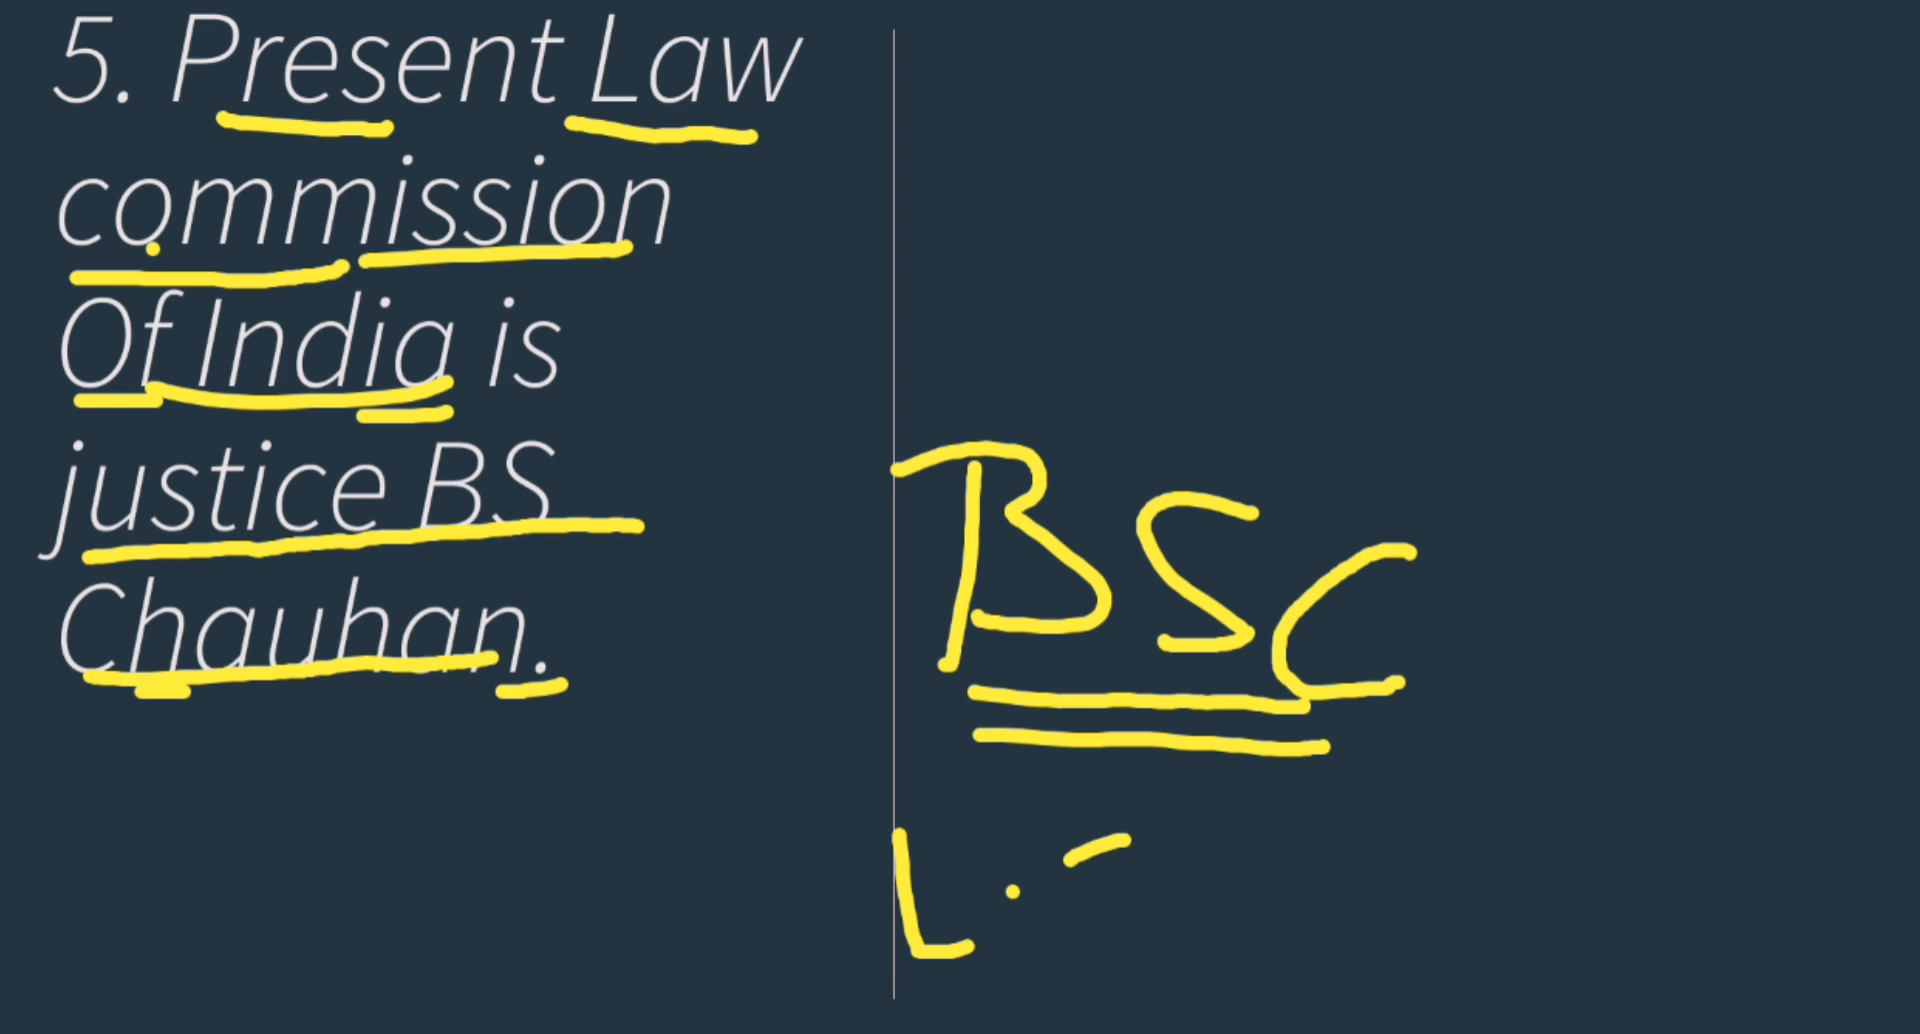 5. Present Law
commission
Of India is
justice BS
Chauhan.
BSC
L.